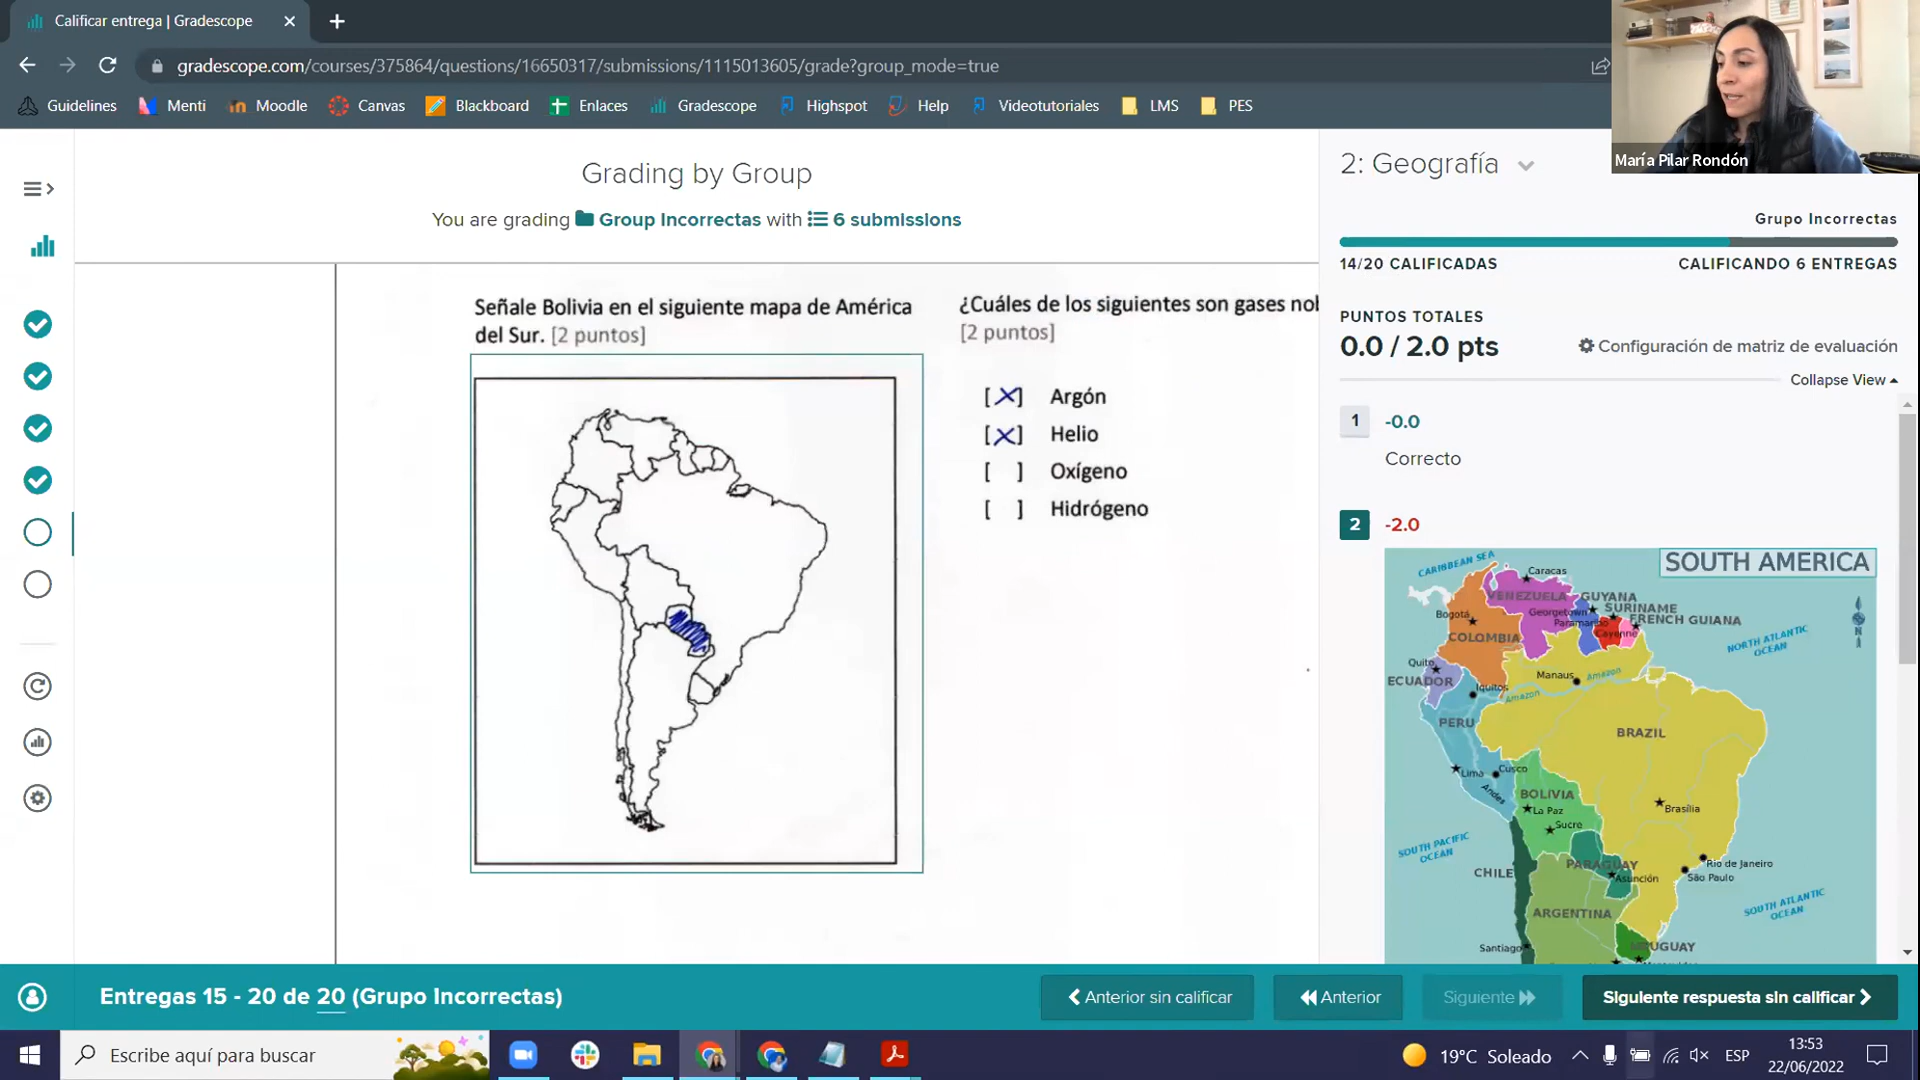 Calificar entrega | Gradescope
gradescope.com/courses/375864/questions/16650317/submissions/1115013605/grade?group_mode=true
Guidelines Menti Moodle Canvas Blackboard Enlaces Gradescope Highspot Help Videotutoriales LMS PES
María Pilar Rondón
Grading by Group
You are grading Group Incorrectas with 6 submissions
2: Geografía
Grupo Incorrectas
14/20 CALIFICADAS CALIFICANDO 6 ENTREGAS
PUNTOS TOTALES
0.0 / 2.0 pts Configuración de matriz de evaluación
Collapse View
1 -0.0
Correcto
2 -2.0
Señale Bolivia en el siguiente mapa de América
del Sur. [2 puntos]
¿Cuáles de los siguientes son gases nob
[2 puntos]
[X] Argón
[X] Helio
[ ] Oxígeno
[ ] Hidrógeno
SOUTH AMERICA
CARIBBEAN SEA
Caracas
VENEZUELA
GUYANA
Georgetown
SURINAME
Paramaribo
FRENCH GUIANA
Cayenne
Bogotá
COLOMBIA
NORTH ATLANTIC
OCEAN
Quito
ECUADOR
Iquitos
Manaus
Amazon
Amazon
PERU
BRAZIL
Lima
Cusco
Andes
BOLIVIA
La Paz
Sucre
Brasília
SOUTH PACIFIC
OCEAN
PARAGUAY
Asunción
Rio de Janeiro
São Paulo
CHILE
ARGENTINA
SOUTH ATLANTIC
OCEAN
Santiago
URUGUAY
Entregas 15 - 20 de 20 (Grupo Incorrectas)
Anterior sin calificar
Anterior
Siguiente
Siguiente respuesta sin calificar
Escribe aquí para buscar
19°C Soleado
ESP
13:53
22/06/2022